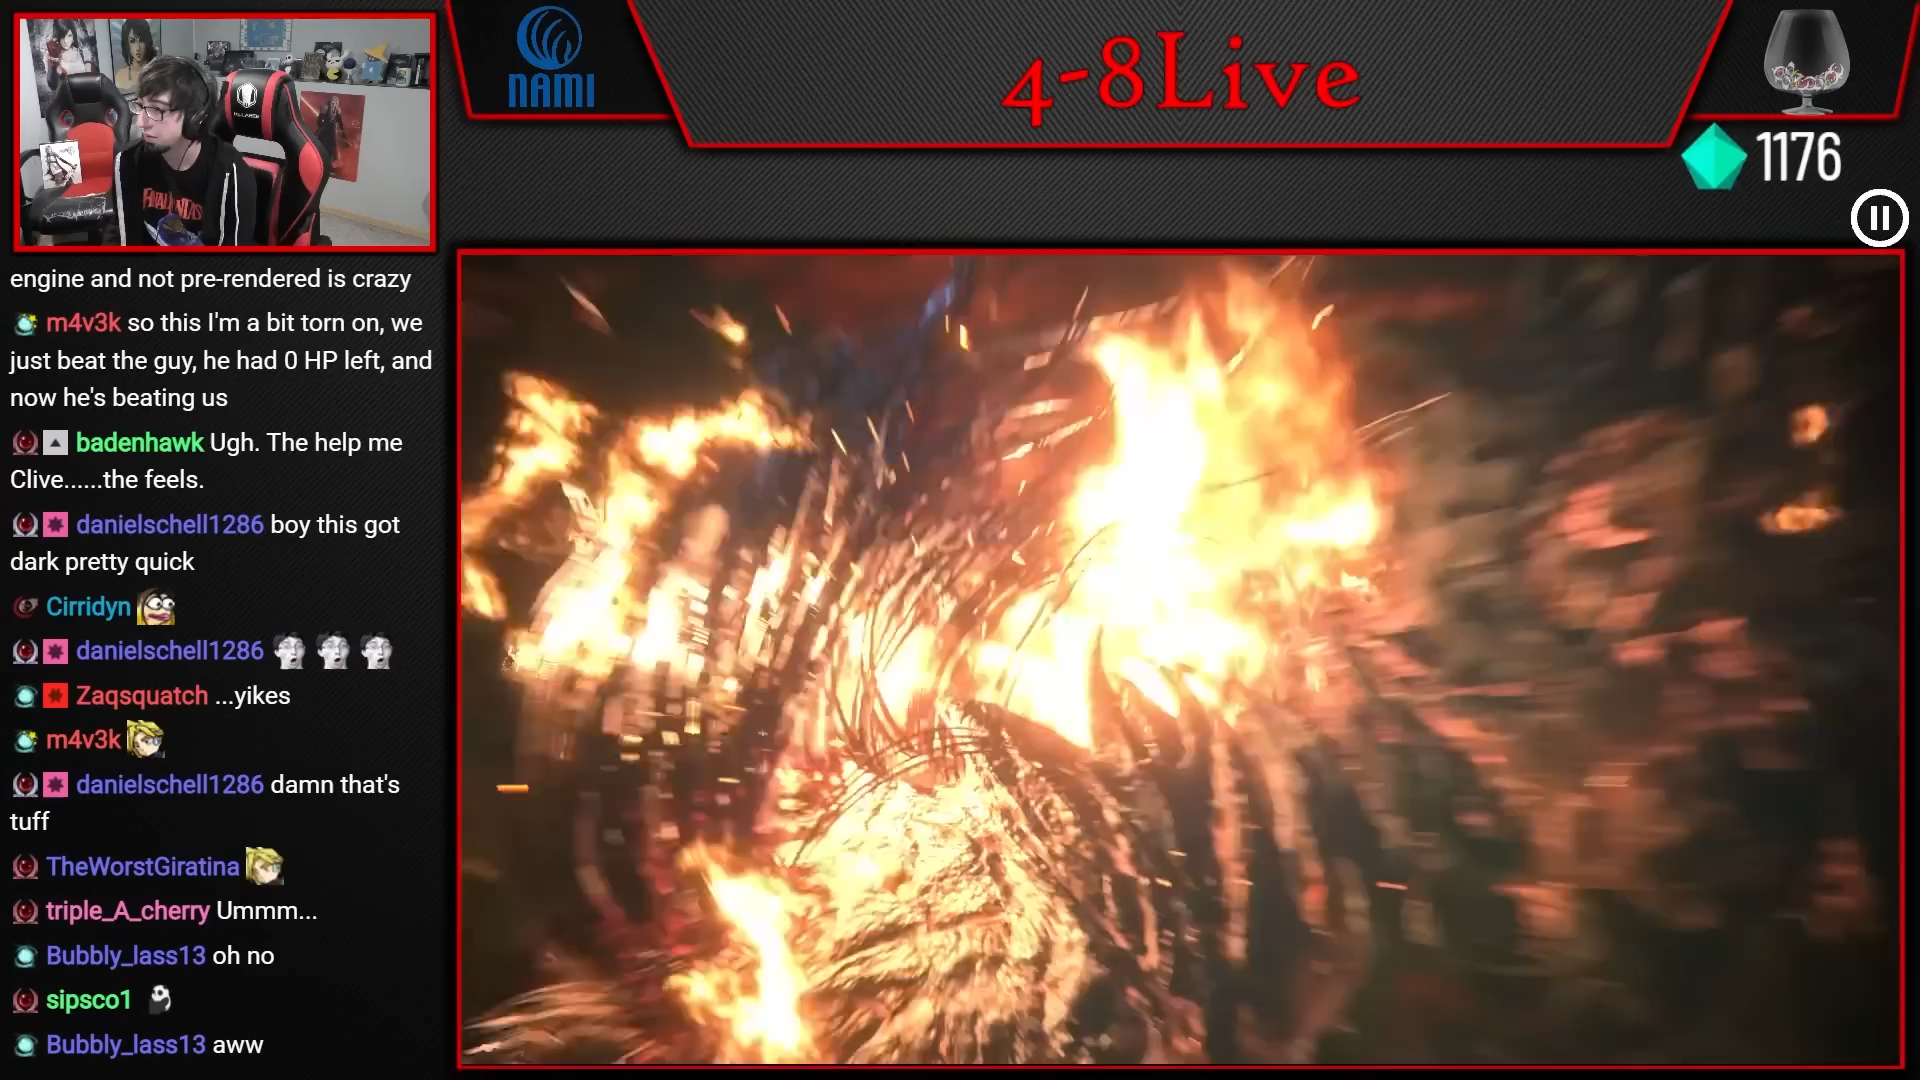 NAMI
4-8Live
1176
FINAL FANTASY
engine and not pre-rendered is crazy
m4v3k so this I'm a bit torn on, we
just beat the guy, he had 0 HP left, and
now he's beating us
badenhawk Ugh. The help me
Clive......the feels.
danielschell1286 boy this got
dark pretty quick
Cirridyn
danielschell1286
Zaqsquatch ...yikes
m4v3k
danielschell1286 damn that's
tuff
TheWorstGiratina
triple_A_cherry Ummm...
Bubbly_lass13 oh no
sipsco1
Bubbly_lass13 aww